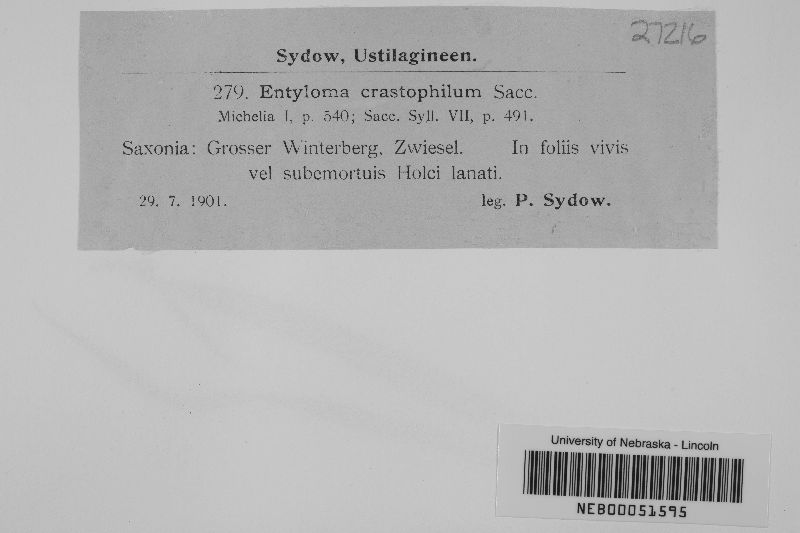 27216
Sydow, Ustilagineen.
279. Entyloma crastophilum Sacc.
Michelia I, p. 540; Sacc. Syll. VII, p. 491.
Saxonia: Grosser Winterberg, Zwiesel. In foliis vivis
vel subemortuis Holci lanati.
29. 7. 1901. leg. P. Sydow.
University of Nebraska - Lincoln
NEB00051595